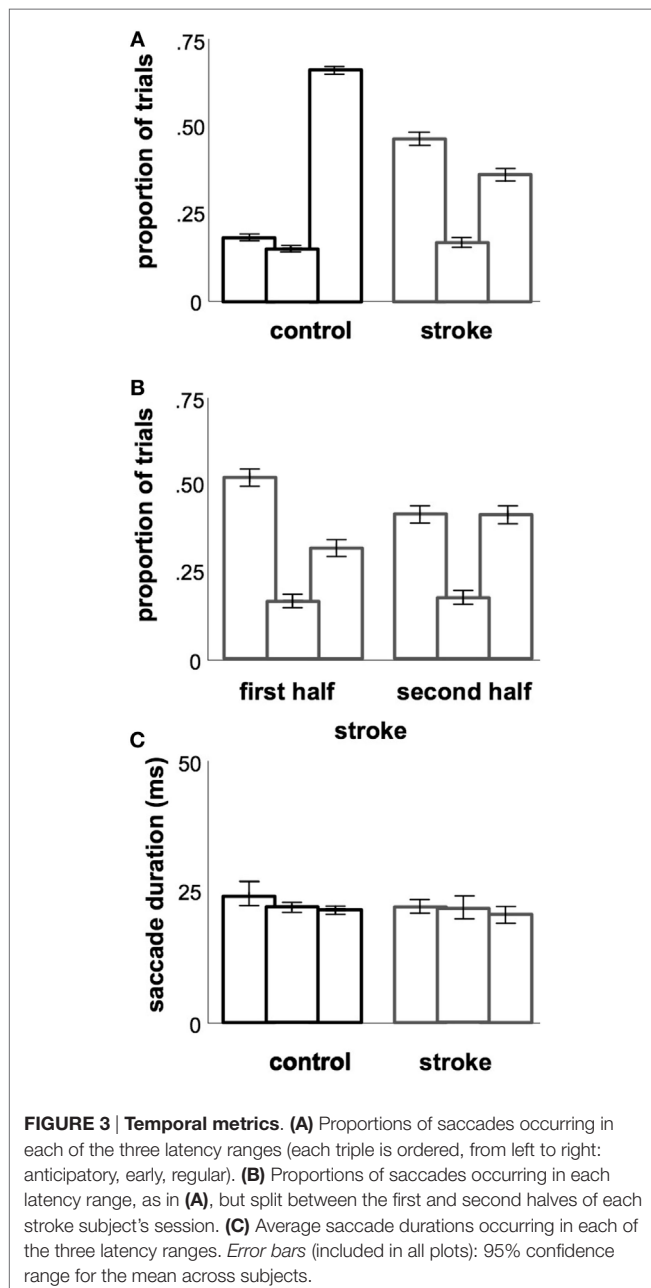 A
.75
.50
.25
0
proportion of trials
control stroke
B
.75
.50
.25
0
proportion of trials
first half second half
stroke
C
50
25
0
saccade duration (ms)
control stroke
FIGURE 3 | Temporal metrics. (A) Proportions of saccades occurring in
each of the three latency ranges (each triple is ordered, from left to right:
anticipatory, early, regular). (B) Proportions of saccades occurring in each
latency range, as in (A), but split between the first and second halves of each
stroke subject's session. (C) Average saccade durations occurring in each of
the three latency ranges. Error bars (included in all plots): 95% confidence
range for the mean across subjects.